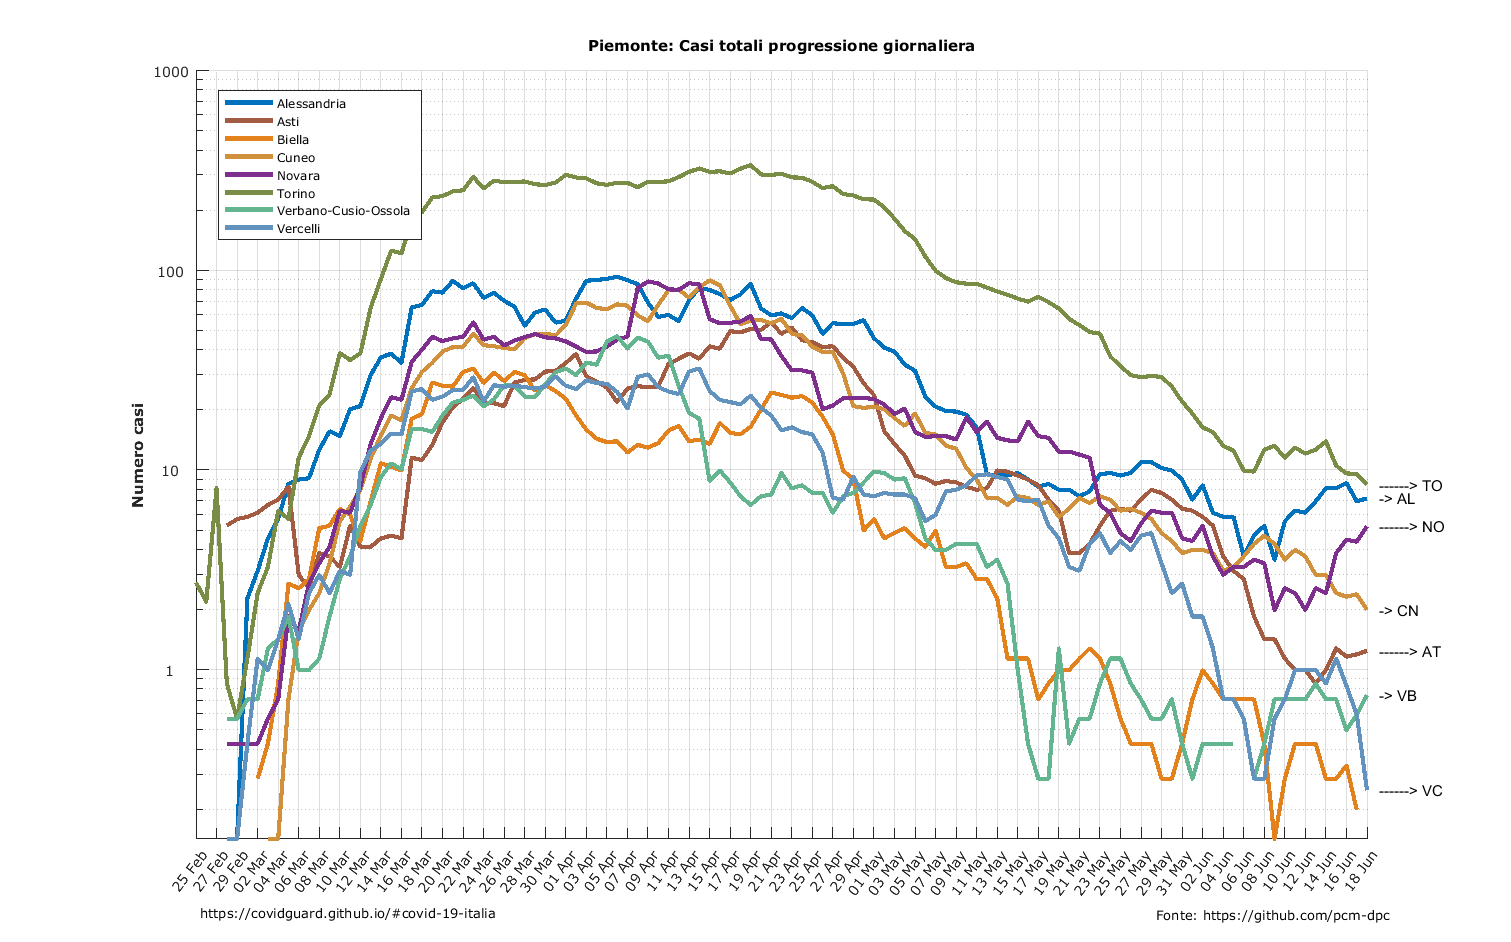 Piemonte: Casi totali progressione giornaliera
1000
100
10
1
Numero casi
Alessandria
Asti
Biella
Cuneo
Novara
Torino
Verbano-Cusio-Ossola
Vercelli
------> TO
-> AL
------> NO
-> CN
------> AT
-> VB
------> VC
25 Feb
27 Feb
29 Feb
02 Mar
04 Mar
06 Mar
08 Mar
10 Mar
12 Mar
14 Mar
16 Mar
18 Mar
20 Mar
22 Mar
24 Mar
26 Mar
28 Mar
30 Mar
01 Apr
03 Apr
05 Apr
07 Apr
09 Apr
11 Apr
13 Apr
15 Apr
17 Apr
19 Apr
21 Apr
23 Apr
25 Apr
27 Apr
29 Apr
01 May
03 May
05 May
07 May
09 May
11 May
13 May
15 May
17 May
19 May
21 May
23 May
25 May
27 May
29 May
31 May
02 Jun
04 Jun
06 Jun
08 Jun
10 Jun
12 Jun
14 Jun
16 Jun
18 Jun
https://covidguard.github.io/#covid-19-italia
Fonte: https://github.com/pcm-dpc